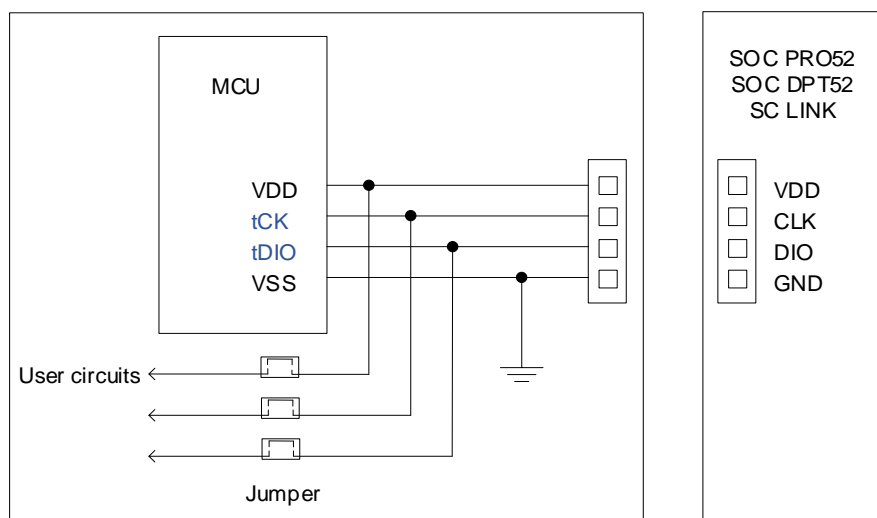 MCU
VDD
tCK
tDIO
VSS
User circuits
Jumper
SOC PRO52
SOC DPT52
SC LINK
VDD
CLK
DIO
GND